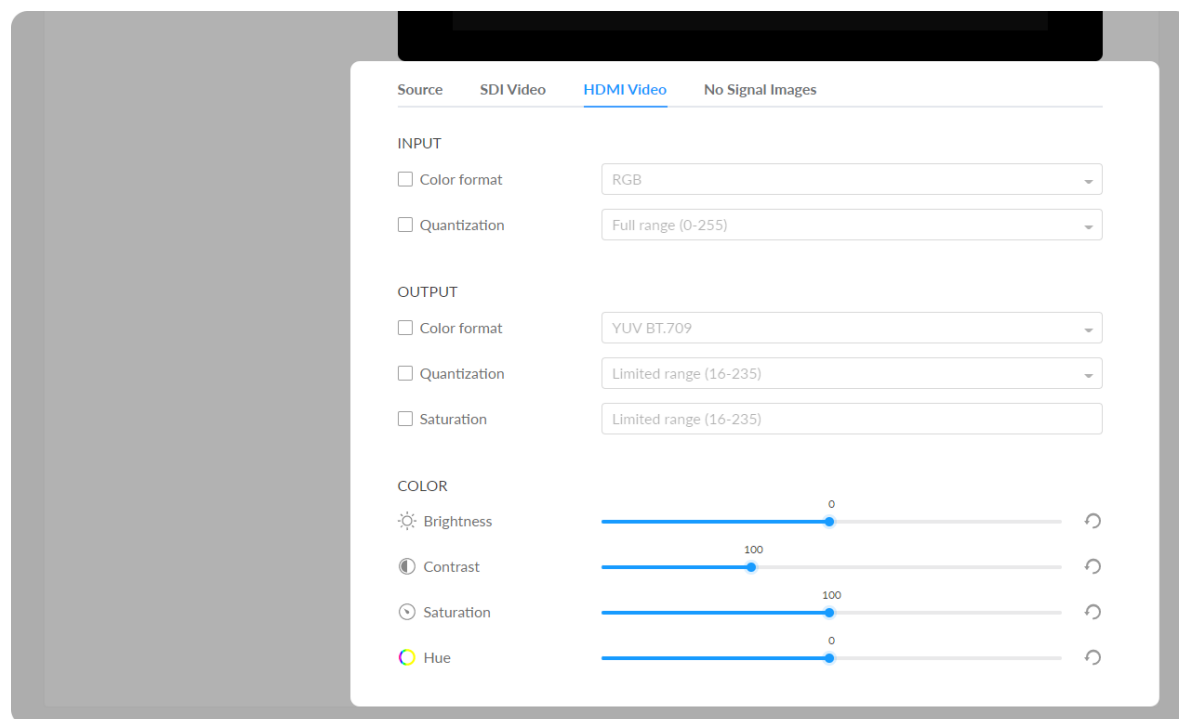 Source SDI Video HDMI Video No Signal Images
INPUT
Color format RGB
Quantization Full range (0-255)
OUTPUT
Color format YUV BT.709
Quantization Limited range (16-235)
Saturation Limited range (16-235)
COLOR
0
Brightness
100
Contrast
100
Saturation
0
Hue